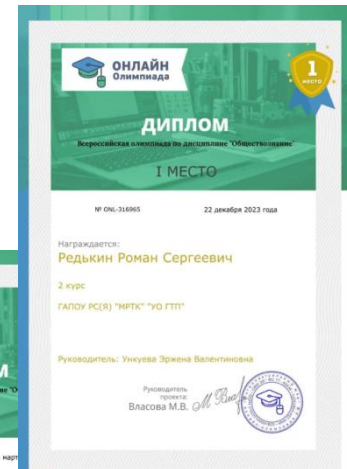 ОНЛАЙН
Олимпиада
1
МЕСТО
ДИПЛОМ
Всероссийская олимпиада по дисциплине "Обществознание"
I МЕСТО
№ ONL-316965 22 декабря 2023 года
Награждается:
Редькин Роман Сергеевич
2 курс
ГАПОУ РС(Я) "МРТК" "УО ГТП"
Руководитель: Ункуева Эржена Валентиновна
Руководитель
проекта:
Власова М.В.
март